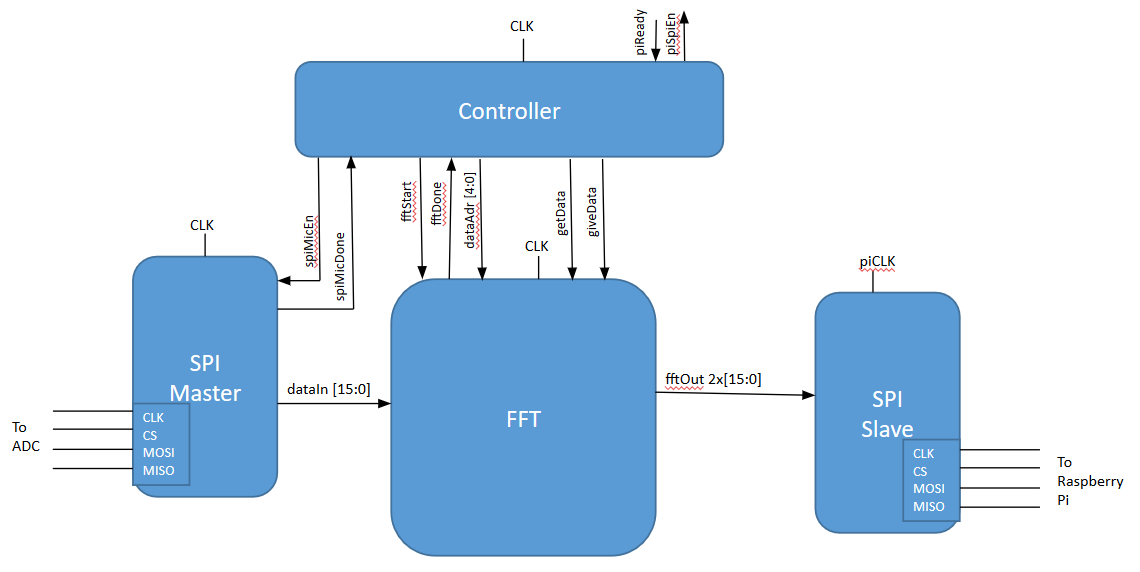 CLK
piReady
piSpiEn
Controller
spiMicEn
spiMicDone
fftStart
fftDone
dataAdr [4:0]
getData
giveData
CLK
CLK
piCLK
SPI
Master
dataIn [15:0]
FFT
fftOut 2x[15:0]
SPI
Slave
To
ADC
CLK
CS
MOSI
MISO
CLK
CS
MOSI
MISO
To
Raspberry
Pi